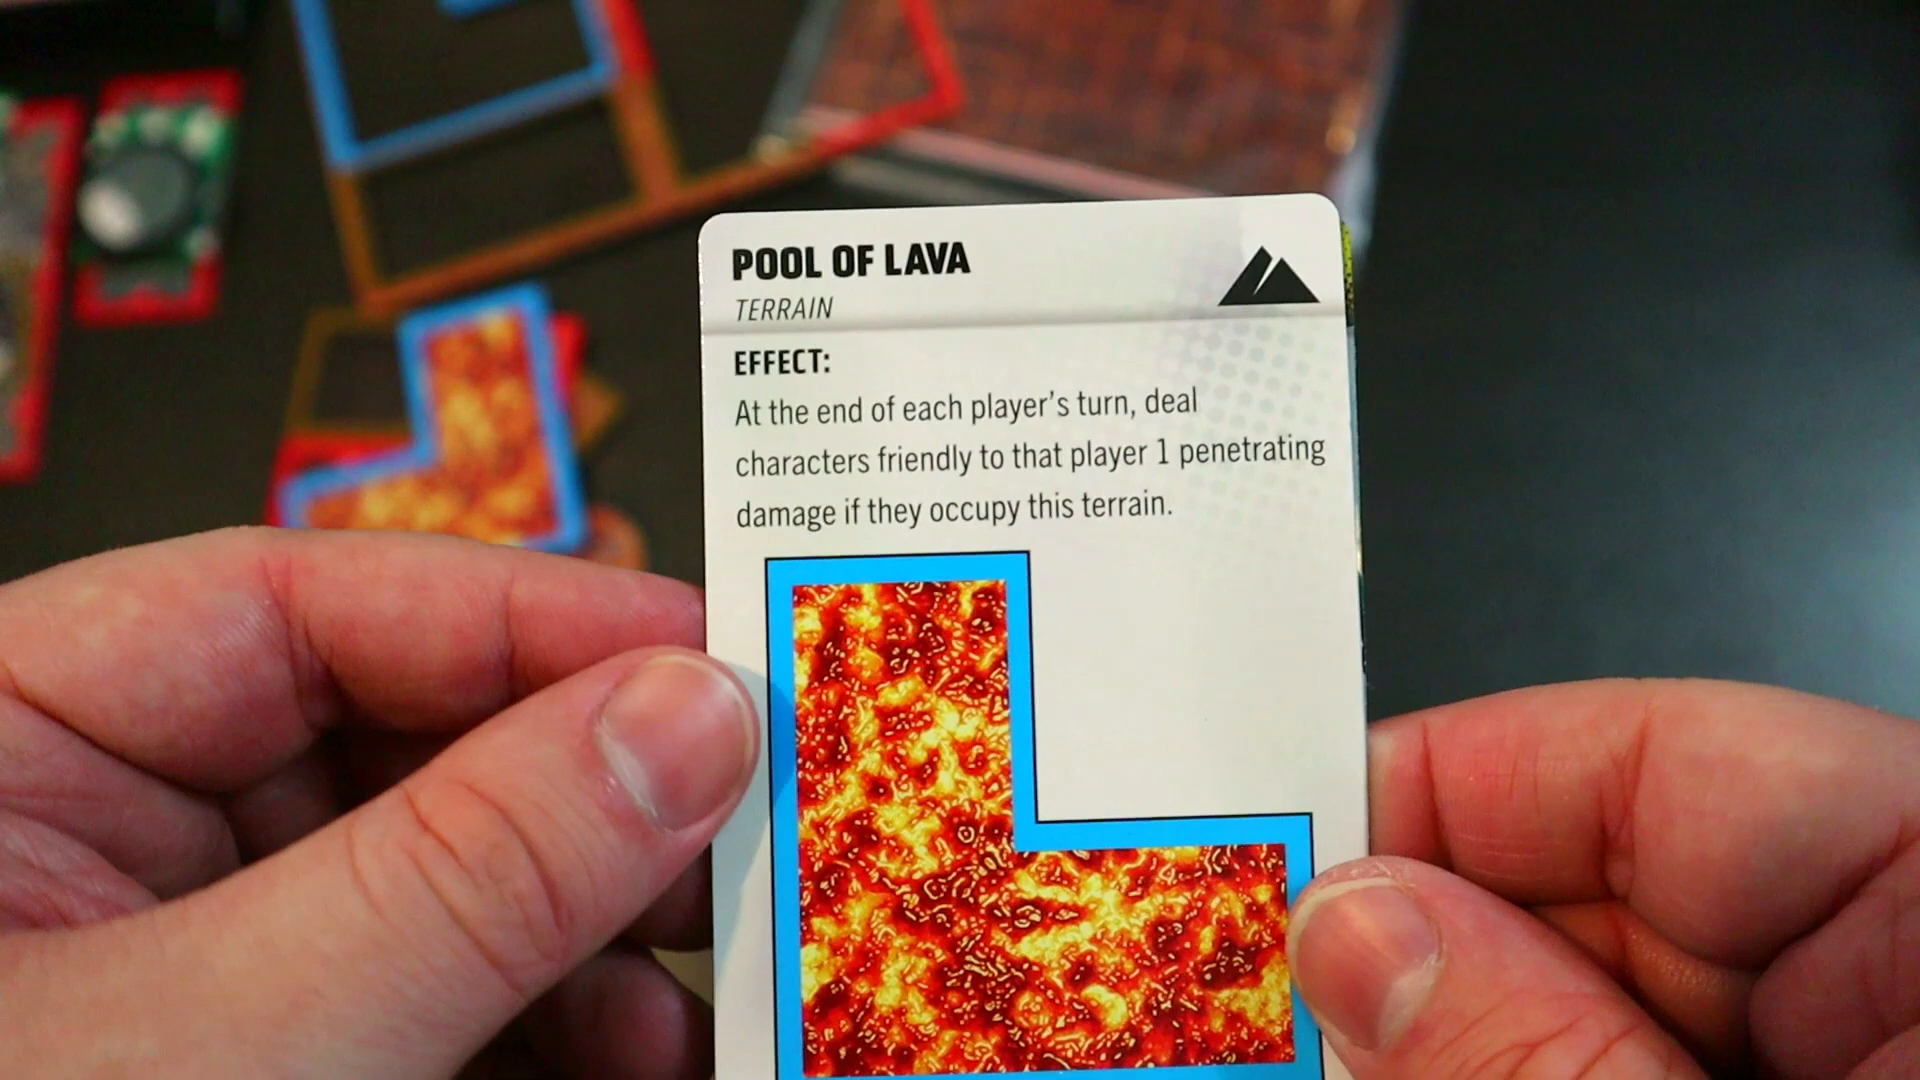 POOL OF LAVA
TERRAIN
EFFECT:
At the end of each player's turn, deal
characters friendly to that player 1 penetrating
damage if they occupy this terrain.